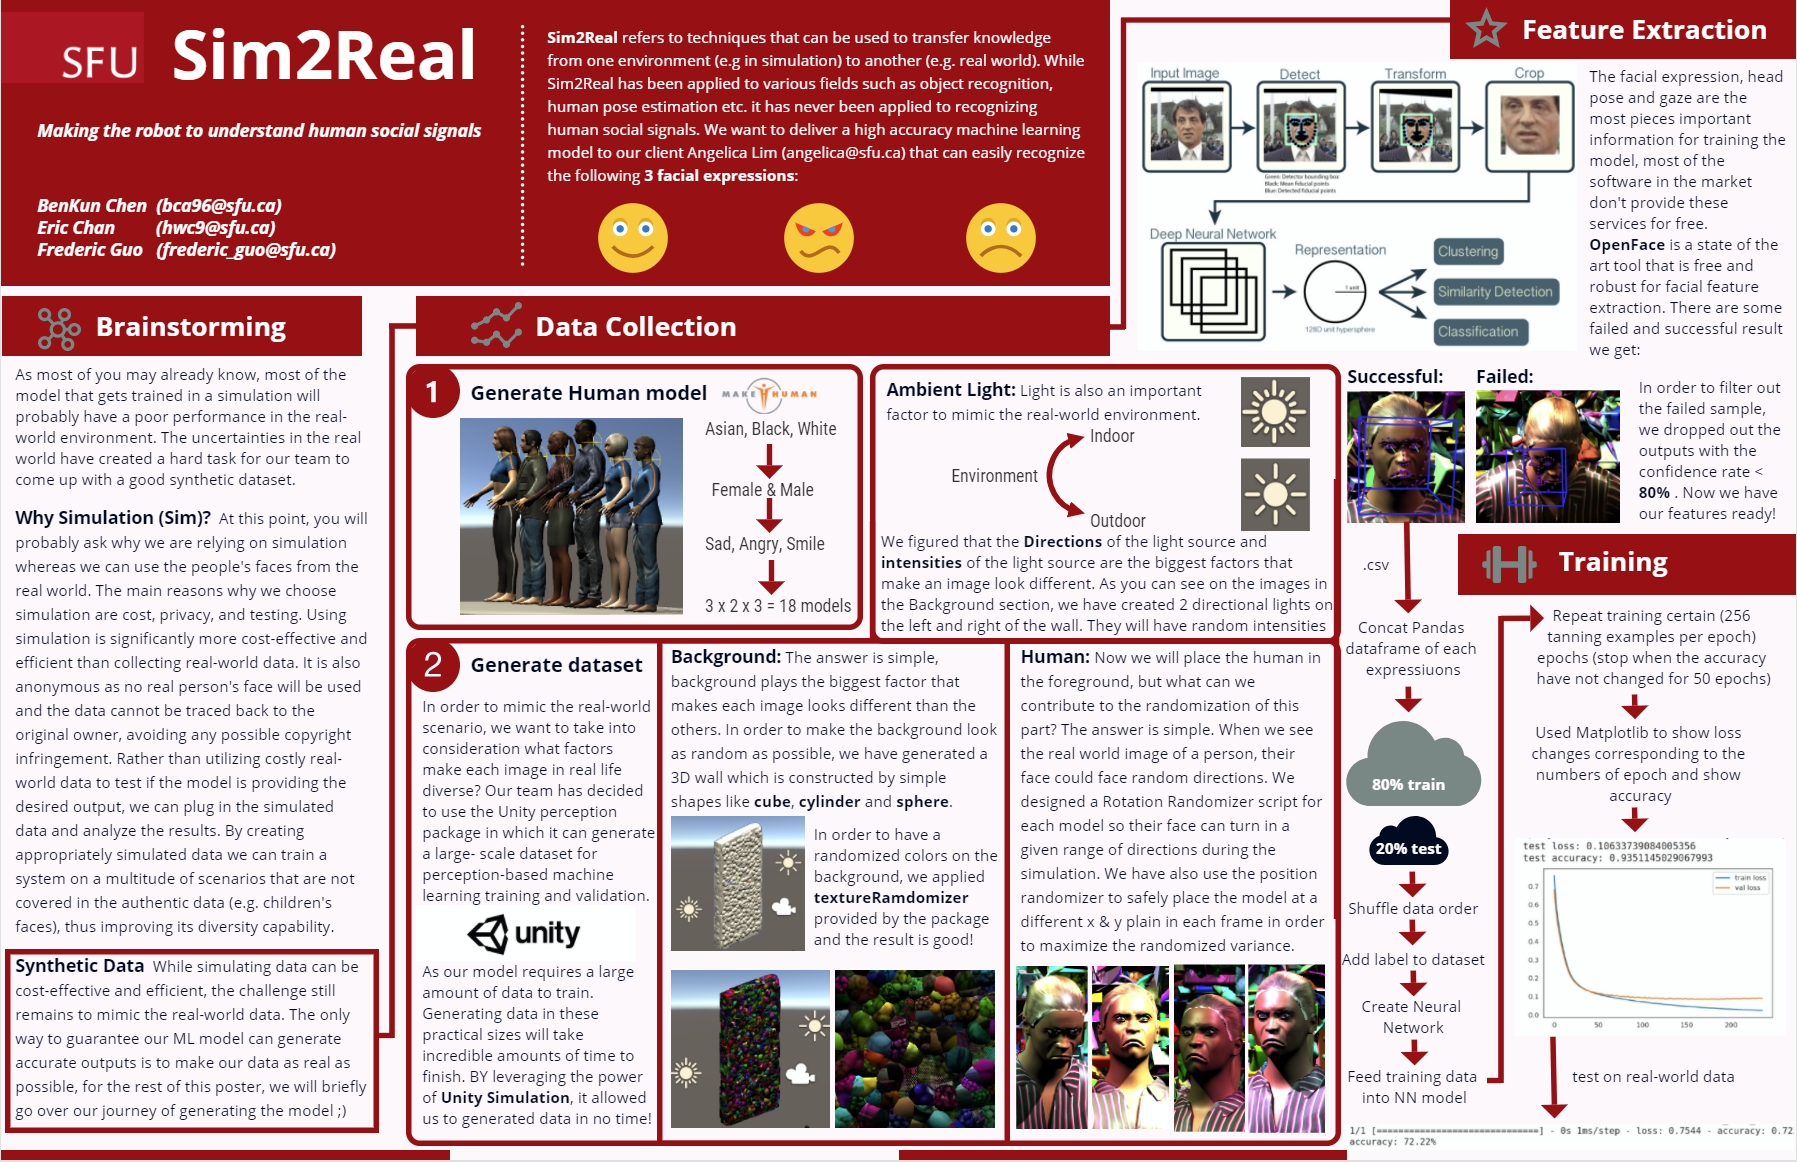 SFU
Sim2Real
Making the robot to understand human social signals
BenKun Chen (bca96@sfu.ca)
Eric Chan (hwc9@sfu.ca)
Frederic Guo (frederic_guo@sfu.ca)
Sim2Real refers to techniques that can be used to transfer knowledge
from one environment (e.g in simulation) to another (e.g. real world). While
Sim2Real has been applied to various fields such as object recognition,
human pose estimation etc. it has never been applied to recognizing
human social signals. We want to deliver a high accuracy machine learning
model to our client Angelica Lim (angelica@sfu.ca) that can easily recognize
the following 3 facial expressions:
Brainstorming
As most of you may already know, most of the
model that gets trained in a simulation will
probably have a poor performance in the real-
world environment. The uncertainties in the real
world have created a hard task for our team to
come up with a good synthetic dataset.
Why Simulation (Sim)? At this point, you will
probably ask why we are relying on simulation
whereas we can use the people's faces from the
real world. The main reasons why we choose
simulation are cost, privacy, and testing. Using
simulation is significantly more cost-effective and
efficient than collecting real-world data. It is also
anonymous as no real person's face will be used
and the data cannot be traced back to the
original owner, avoiding any possible copyright
infringement. Rather than utilizing costly real-
world data to test if the model is providing the
desired output, we can plug in the simulated
data and analyze the results. By creating
appropriately simulated data we can train a
system on a multitude of scenarios that are not
covered in the authentic data (e.g. children's
faces), thus improving its diversity capability.
Synthetic Data While simulating data can be
cost-effective and efficient, the challenge still
remains to mimic the real-world data. The only
way to guarantee our ML model can generate
accurate outputs is to make our data as real as
possible, for the rest of this poster, we will briefly
go over our journey of generating the model ;)
Data Collection
1
Generate Human model
MAKEHUMAN
Asian, Black, White
Female & Male
Sad, Angry, Smile
3 x 2 x 3 = 18 models
Ambient Light: Light is also an important
factor to mimic the real-world environment.
Indoor
Environment
Outdoor
We figured that the Directions of the light source and
intensities of the light source are the biggest factors that
make an image look different. As you can see on the images in
the Background section, we have created 2 directional lights on
the left and right of the wall. They will have random intensities
2
Generate dataset
In order to mimic the real-world
scenario, we want to take into
consideration what factors
make each image in real life
diverse? Our team has decided
to use the Unity perception
package in which it can generate
a large- scale dataset for
perception-based machine
learning training and validation.
unity
As our model requires a large
amount of data to train.
Generating data in these
practical sizes will take
incredible amounts of time to
finish. BY leveraging the power
of Unity Simulation, it allowed
us to generated data in no time!
Background: The answer is simple,
background plays the biggest factor that
makes each image looks different than the
others. In order to make the background look
as random as possible, we have generated a
3D wall which is constructed by simple
shapes like cube, cylinder and sphere.
In order to have a
randomized colors on the
background, we applied
textureRamdomizer
provided by the package
and the result is good!
Human: Now we will place the human in
the foreground, but what can we
contribute to the randomization of this
part? The answer is simple. When we see
the real world image of a person, their
face could face random directions. We
designed a Rotation Randomizer script for
each model so their face can turn in a
given range of directions during the
simulation. We have also use the position
randomizer to safely place the model at a
different x & y plain in each frame in order
to maximize the randomized variance.
Feature Extraction
Input Image
Detect
Transform
Crop
Green: Detector bounding box
Black: Mean fiducial points
Blue: Detected fiducial points
Deep Neural Network
Representation
1 unit
128D unit hypersphere
Clustering
Similarity Detection
Classification
The facial expression, head
pose and gaze are the
most pieces important
information for training the
model, most of the
software in the market
don't provide these
services for free.
OpenFace is a state of the
art tool that is free and
robust for facial feature
extraction. There are some
failed and successful result
we get:
Successful:
Failed:
In order to filter out
the failed sample,
we dropped out the
outputs with the
confidence rate <
80% . Now we have
our features ready!
.csv
Concat Pandas
dataframe of each
expressiuons
80% train
20% test
Shuffle data order
Add label to dataset
Create Neural
Network
Feed training data
into NN model
Training
Repeat training certain (256
tanning examples per epoch)
epochs (stop when the accuracy
have not changed for 50 epochs)
Used Matplotlib to show loss
changes corresponding to the
numbers of epoch and show
accuracy
test loss: 0.10633739084005356
test accuracy: 0.9351145029067993
train loss
val loss
0.7
0.6
0.5
0.4
0.3
0.2
0.1
0.0
0
50
100
150
200
test on real-world data
1/1 [==============================] - 0s 1ms/step - loss: 0.7544 - accuracy: 0.72
accuracy: 72.22%